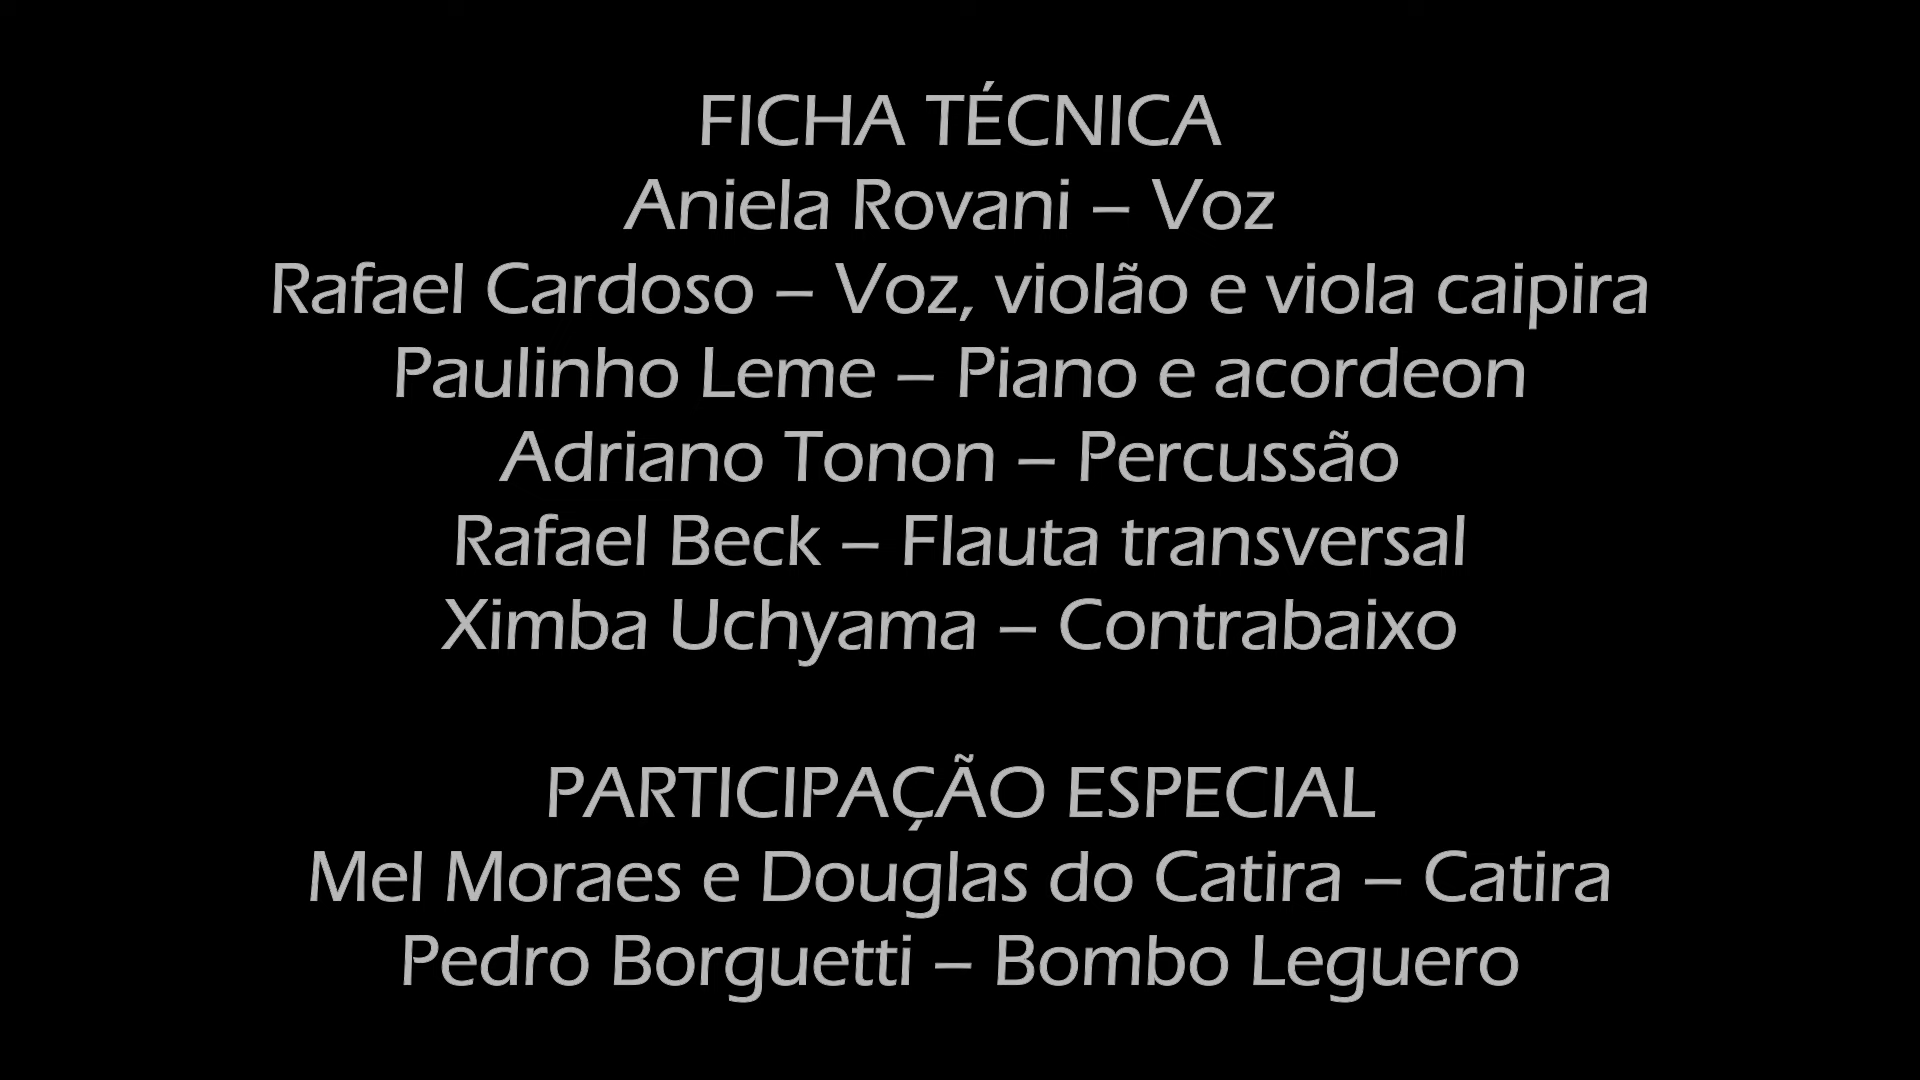 FICHA TÉCNICA
Aniela Rovani – Voz
Rafael Cardoso – Voz, violão e viola caipira
Paulinho Leme – Piano e acordeon
Adriano Tonon – Percussão
Rafael Beck – Flauta transversal
Ximba Uchyama – Contrabaixo
PARTICIPAÇÃO ESPECIAL
Mel Moraes e Douglas do Catira – Catira
Pedro Borguetti – Bombo Leguero